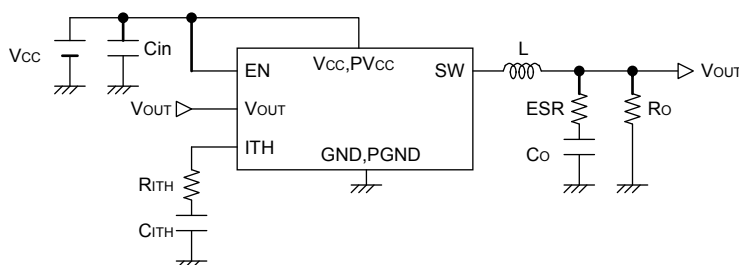 L
VCC
Cin
EN
VCC,PVCC
SW
VOUT
VOUT
VOUT
ESR
RO
ITH
GND,PGND
CO
RITH
CITH